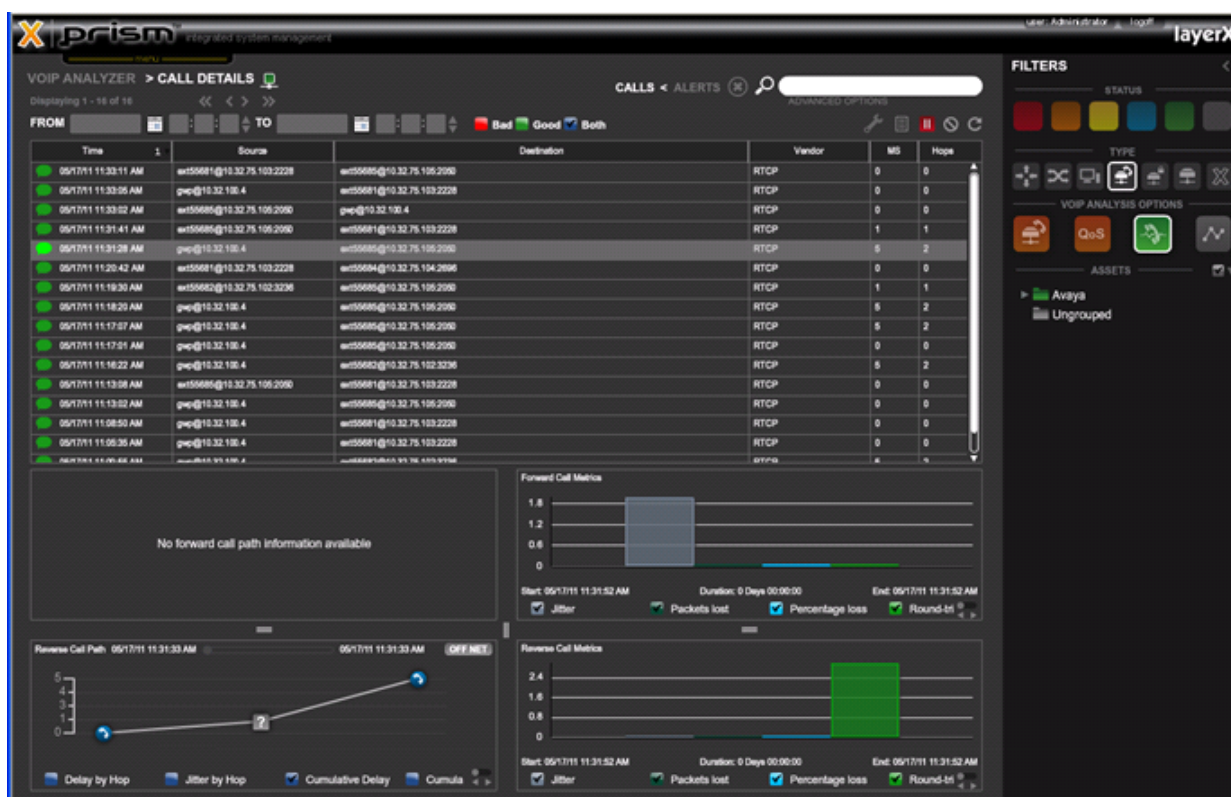 user: Administrator logoff
X prism integrated system management
layerX
menu
VOIP ANALYZER > CALL DETAILS
CALLS < ALERTS
Displaying 1 - 16 of 16
ADVANCED OPTIONS
FROM TO Bad Good Both
Time 1 Source Destination Vendor MS Hops
05/17/11 11:33:11 AM ext55681@10.32.75.103:2228 ext55685@10.32.75.105:2050 RTCP 0 0
05/17/11 11:33:05 AM gwp@10.32.100.4 ext55681@10.32.75.103:2228 RTCP 0 0
05/17/11 11:33:02 AM ext55685@10.32.75.105:2050 gwp@10.32.100.4 RTCP 0 0
05/17/11 11:31:41 AM ext55685@10.32.75.105:2050 ext55681@10.32.75.103:2228 RTCP 1 1
05/17/11 11:31:28 AM gwp@10.32.100.4 ext55685@10.32.75.105:2050 RTCP 5 2
05/17/11 11:20:42 AM ext55681@10.32.75.103:2228 ext55684@10.32.75.104:2696 RTCP 0 0
05/17/11 11:19:30 AM ext55682@10.32.75.102:3236 ext55685@10.32.75.105:2050 RTCP 1 1
05/17/11 11:18:20 AM gwp@10.32.100.4 ext55685@10.32.75.105:2050 RTCP 5 2
05/17/11 11:17:07 AM gwp@10.32.100.4 ext55685@10.32.75.105:2050 RTCP 5 2
05/17/11 11:17:01 AM gwp@10.32.100.4 ext55685@10.32.75.105:2050 RTCP 0 0
05/17/11 11:16:22 AM gwp@10.32.100.4 ext55682@10.32.75.102:3236 RTCP 5 2
05/17/11 11:13:08 AM ext55685@10.32.75.105:2050 ext55681@10.32.75.103:2228 RTCP 0 0
05/17/11 11:13:02 AM gwp@10.32.100.4 ext55685@10.32.75.105:2050 RTCP 0 0
05/17/11 11:08:50 AM gwp@10.32.100.4 ext55681@10.32.75.103:2228 RTCP 0 0
05/17/11 11:05:35 AM gwp@10.32.100.4 ext55681@10.32.75.103:2228 RTCP 0 0
No forward call path information available
Forward Call Metrics
1.8
1.2
0.6
0
Start: 05/17/11 11:31:52 AM Duration: 0 Days 00:00:00 End: 05/17/11 11:31:52 AM
Jitter Packets lost Percentage loss Round-tri
Reverse Call Path 05/17/11 11:31:33 AM 05/17/11 11:31:33 AM OFF NET
5
4
3
1
0
?
Delay by Hop Jitter by Hop Cumulative Delay Cumula
Reverse Call Metrics
2.4
1.6
0.8
0
Start: 05/17/11 11:31:52 AM Duration: 0 Days 00:00:00 End: 05/17/11 11:31:52 AM
Jitter Packets lost Percentage loss Round-tri
FILTERS
STATUS
TYPE
VOIP ANALYSIS OPTIONS
QoS
ASSETS
Avaya
Ungrouped